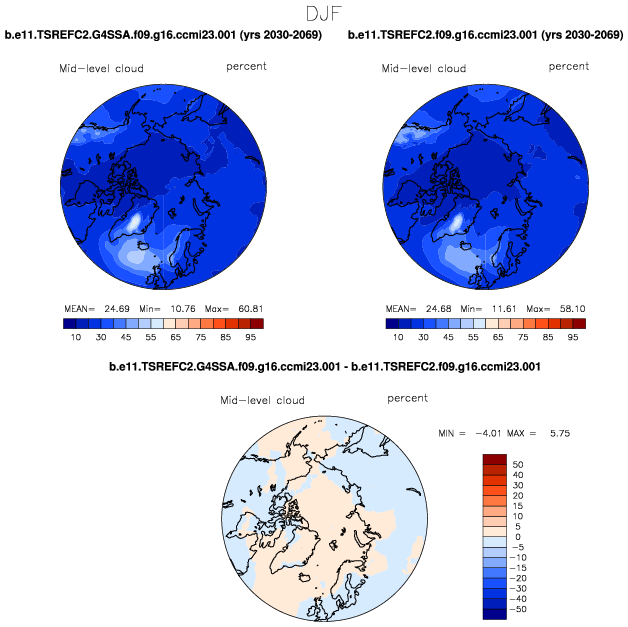 DJF
b.e11.TSREFC2.G4SSA.f09.g16.ccmi23.001 (yrs 2030-2069)
b.e11.TSREFC2.f09.g16.ccmi23.001 (yrs 2030-2069)
Mid-level cloud percent
Mid-level cloud percent
MEAN= 24.69 Min= 10.76 Max= 60.81
MEAN= 24.68 Min= 11.61 Max= 58.10
10 30 45 55 65 75 85 95
10 30 45 55 65 75 85 95
b.e11.TSREFC2.G4SSA.f09.g16.ccmi23.001 - b.e11.TSREFC2.f09.g16.ccmi23.001
Mid-level cloud percent
MIN = -4.01 MAX = 5.75
50
40
30
20
15
10
5
0
-5
-10
-15
-20
-30
-40
-50